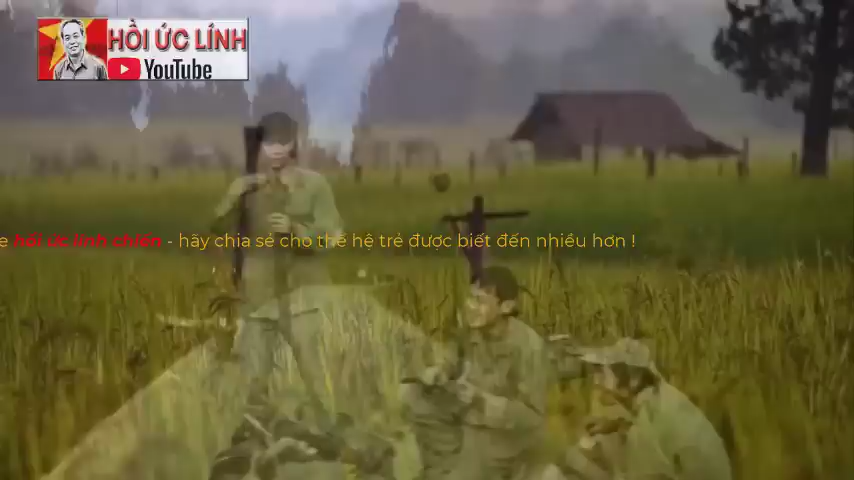 HỒI ỨC LÍNH
YouTube
e hồi ức lính chiến - hãy chia sẻ cho thế hệ trẻ được biết đến nhiều hơn !